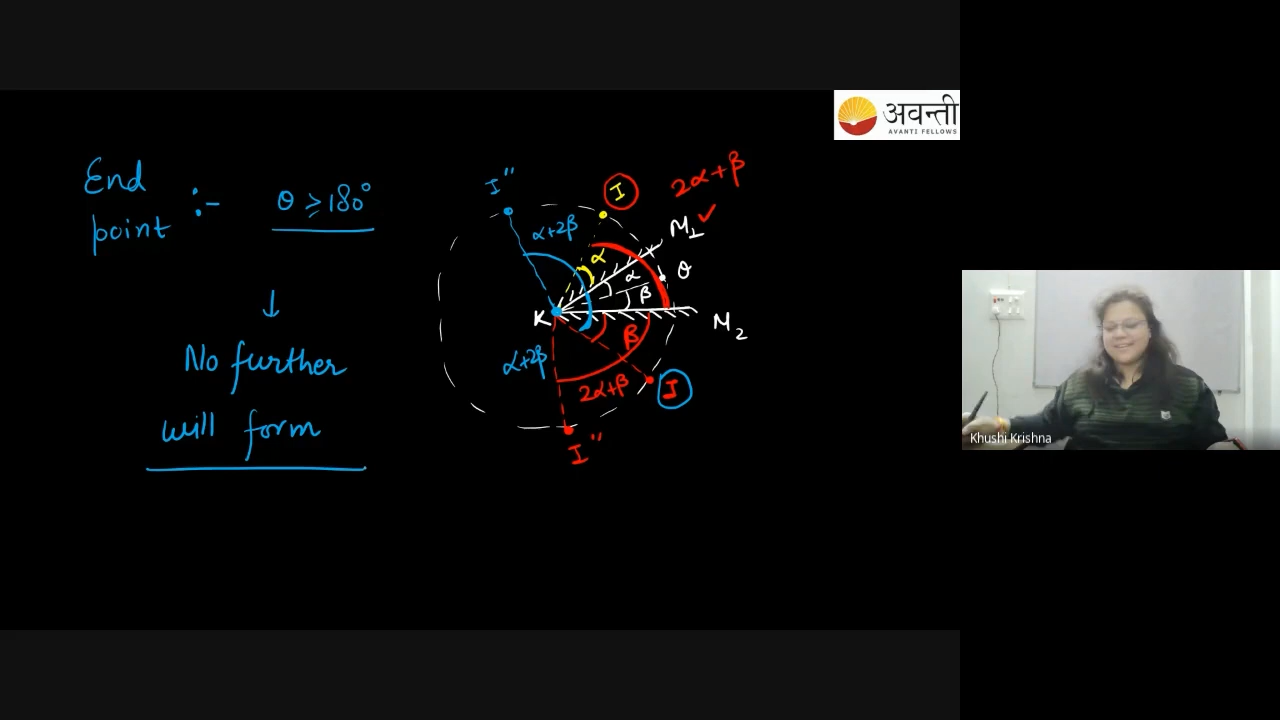 अवन्ती
AVANTI FELLOWS
End
point :- θ ≥ 180°
↓
No further
will form
I"
I
2α+β
α+2β
M₁ ✓
α
α
θ
β
K
M₂
β
α+2β
2α+β
I
I"
Khushi Krishna